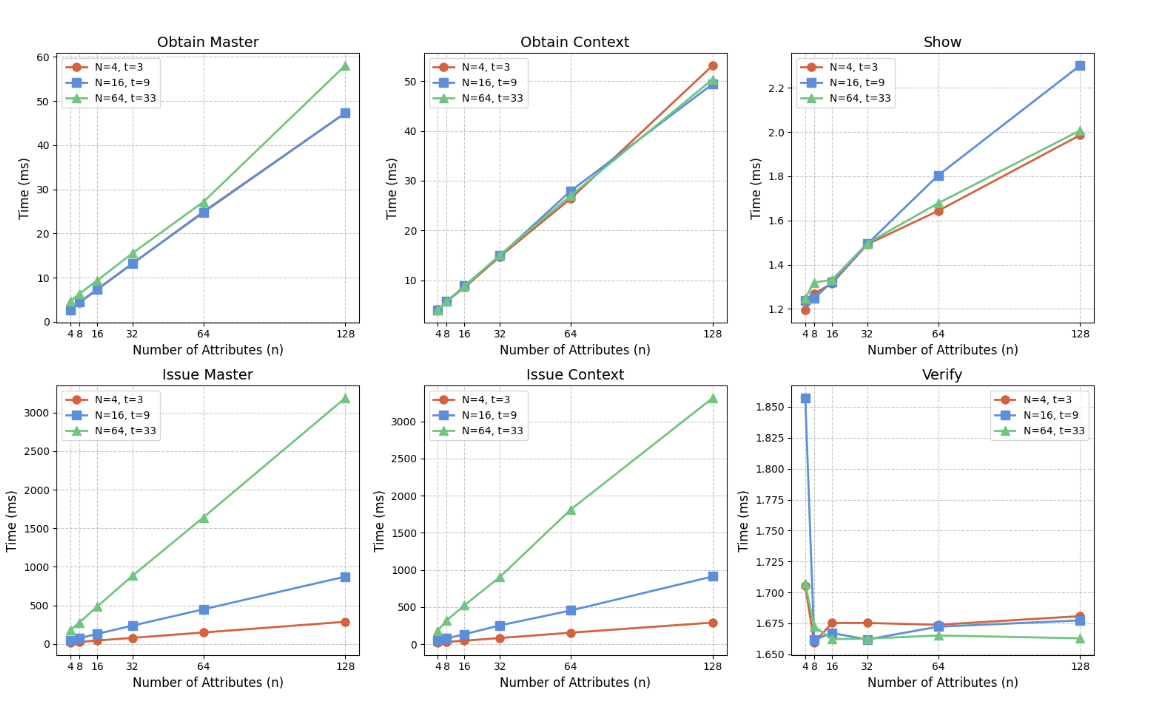 Obtain Master
Time (ms)
60
50
40
30
20
10
0
N=4, t=3
N=16, t=9
N=64, t=33
4 8 16 32 64 128
Number of Attributes (n)
Obtain Context
Time (ms)
50
40
30
20
10
N=4, t=3
N=16, t=9
N=64, t=33
4 8 16 32 64 128
Number of Attributes (n)
Show
Time (ms)
2.2
2.0
1.8
1.6
1.4
1.2
N=4, t=3
N=16, t=9
N=64, t=33
4 8 16 32 64 128
Number of Attributes (n)
Issue Master
Time (ms)
3000
2500
2000
1500
1000
500
0
N=4, t=3
N=16, t=9
N=64, t=33
4 8 16 32 64 128
Number of Attributes (n)
Issue Context
Time (ms)
3000
2500
2000
1500
1000
500
0
N=4, t=3
N=16, t=9
N=64, t=33
4 8 16 32 64 128
Number of Attributes (n)
Verify
Time (ms)
1.850
1.825
1.800
1.775
1.750
1.725
1.700
1.675
1.650
N=4, t=3
N=16, t=9
N=64, t=33
4 8 16 32 64 128
Number of Attributes (n)